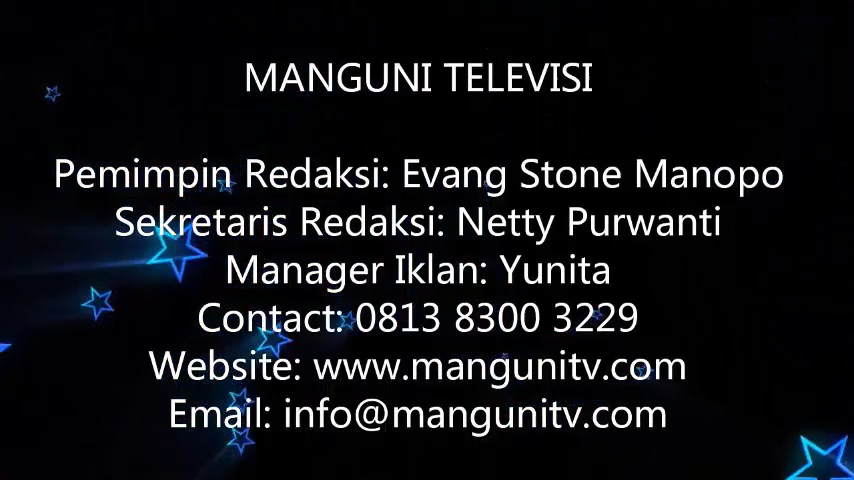 MANGUNI TELEVISI
Pemimpin Redaksi: Evang Stone Manopo
Sekretaris Redaksi: Netty Purwanti
Manager Iklan: Yunita
Contact: 0813 8300 3229
Website: www.mangunitv.com
Email: info@mangunitv.com